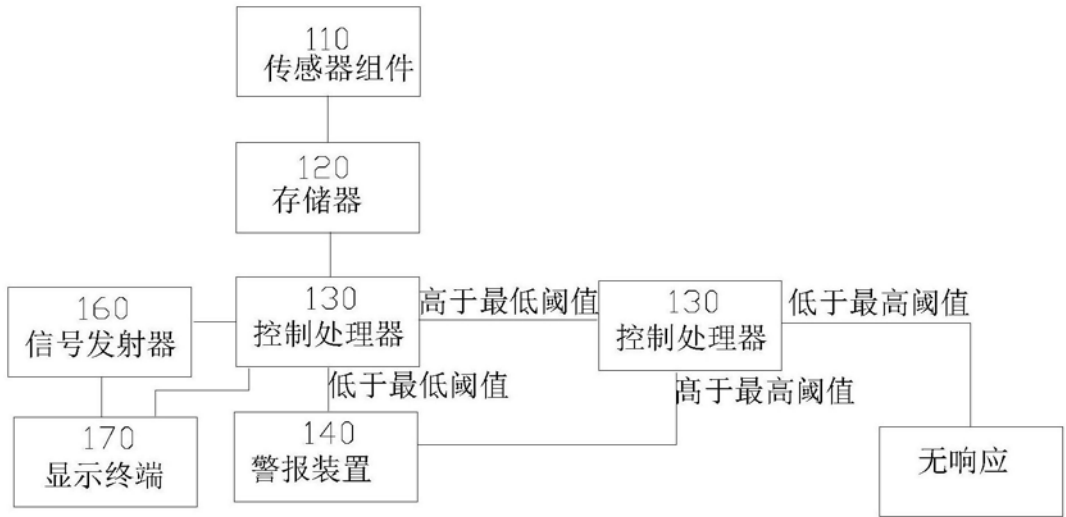 110
传感器组件
120
存储器
130
控制处理器
高于最低阈值
130
控制处理器
低于最高阈值
160
信号发射器
低于最低阈值
高于最高阈值
170
显示终端
140
警报装置
无响应